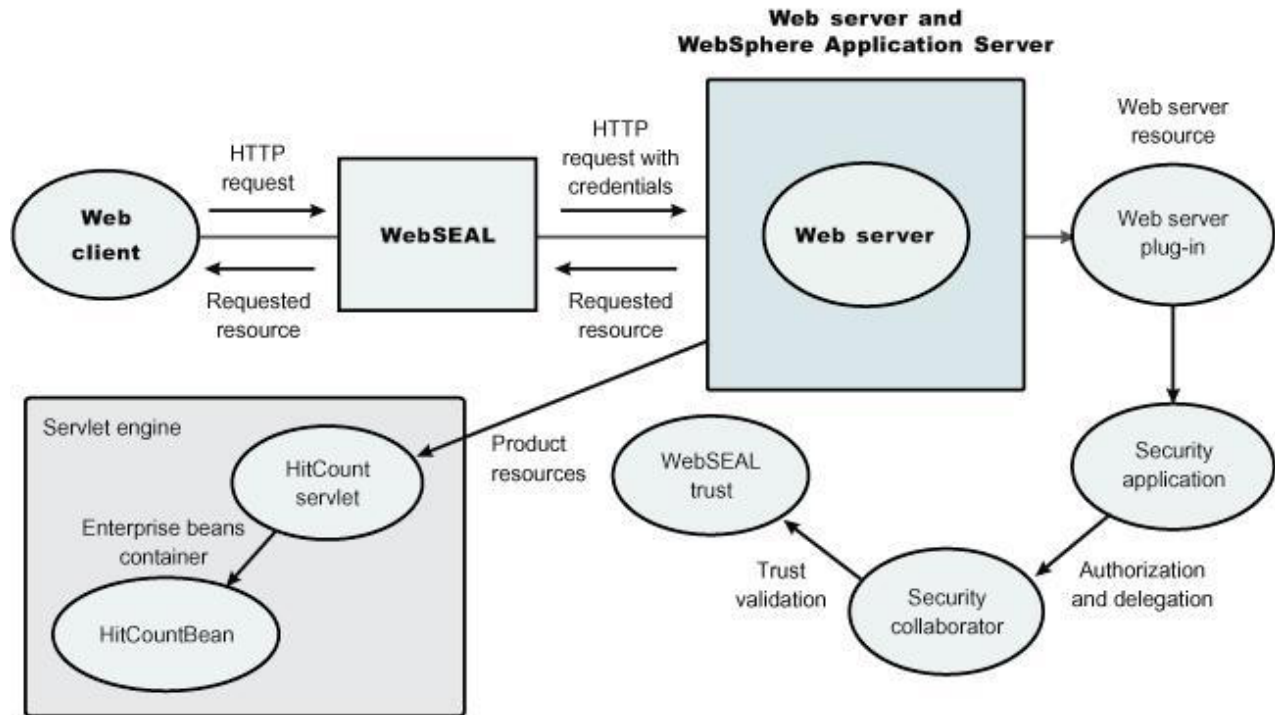 Web server and
WebSphere Application Server
Web server
resource
HTTP
request
HTTP
request with
credentials
Web
client
WebSEAL
Web server
Web server
plug-in
Requested
resource
Requested
resource
Servlet engine
HitCount
servlet
Product
resources
WebSEAL
trust
Security
application
Enterprise beans
container
Trust
validation
Authorization
and delegation
HitCountBean
Security
collaborator